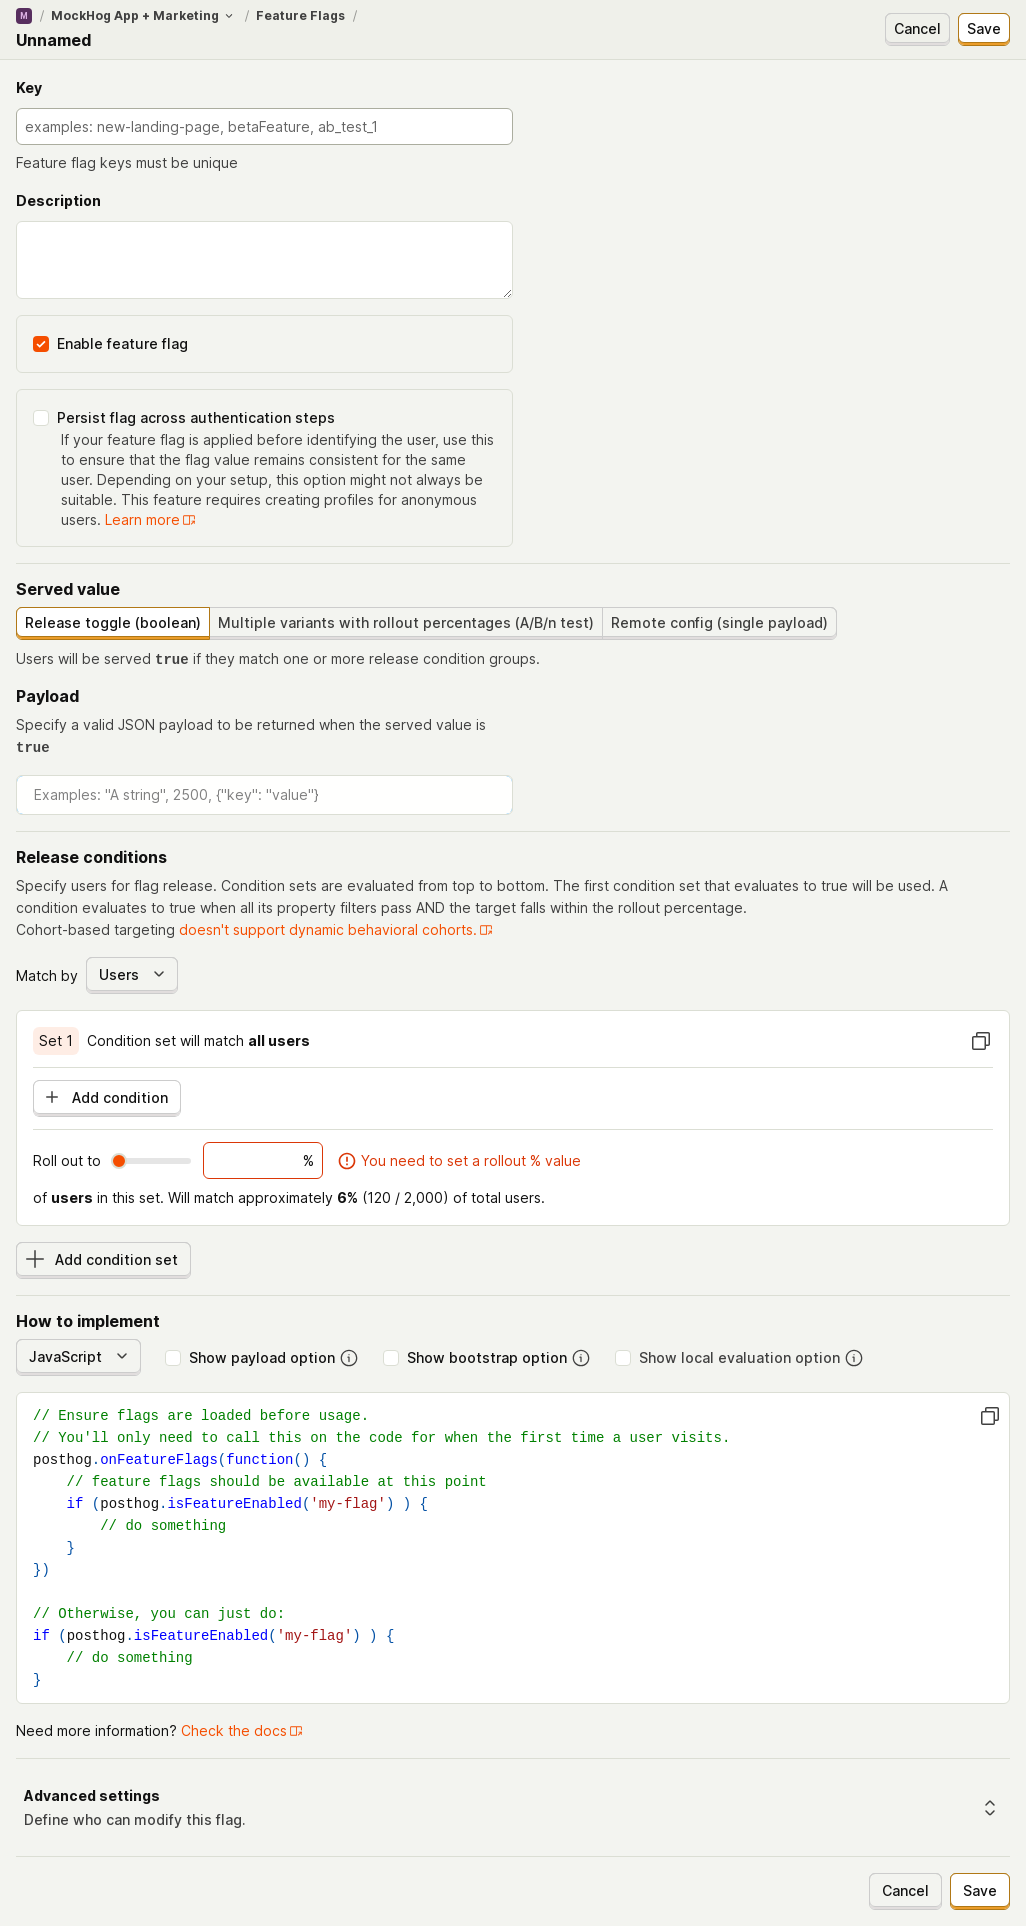 M / MockHog App + Marketing / Feature Flags /
Unnamed
Cancel Save
Key
examples: new-landing-page, betaFeature, ab_test_1
Feature flag keys must be unique
Description
Enable feature flag
Persist flag across authentication steps
If your feature flag is applied before identifying the user, use this
to ensure that the flag value remains consistent for the same
user. Depending on your setup, this option might not always be
suitable. This feature requires creating profiles for anonymous
users. Learn more
Served value
Release toggle (boolean) Multiple variants with rollout percentages (A/B/n test) Remote config (single payload)
Users will be served true if they match one or more release condition groups.
Payload
Specify a valid JSON payload to be returned when the served value is
true
Examples: "A string", 2500, {"key": "value"}
Release conditions
Specify users for flag release. Condition sets are evaluated from top to bottom. The first condition set that evaluates to true will be used. A
condition evaluates to true when all its property filters pass AND the target falls within the rollout percentage.
Cohort-based targeting doesn't support dynamic behavioral cohorts.
Match by Users
Set 1 Condition set will match all users
Add condition
Roll out to % You need to set a rollout % value
of users in this set. Will match approximately 6% (120 / 2,000) of total users.
Add condition set
How to implement
JavaScript Show payload option Show bootstrap option Show local evaluation option
// Ensure flags are loaded before usage.
// You'll only need to call this on the code for when the first time a user visits.
posthog.onFeatureFlags(function() {
    // feature flags should be available at this point
    if (posthog.isFeatureEnabled('my-flag') ) {
        // do something
    }
})
// Otherwise, you can just do:
if (posthog.isFeatureEnabled('my-flag') ) {
    // do something
}
Need more information? Check the docs
Advanced settings
Define who can modify this flag.
Cancel Save